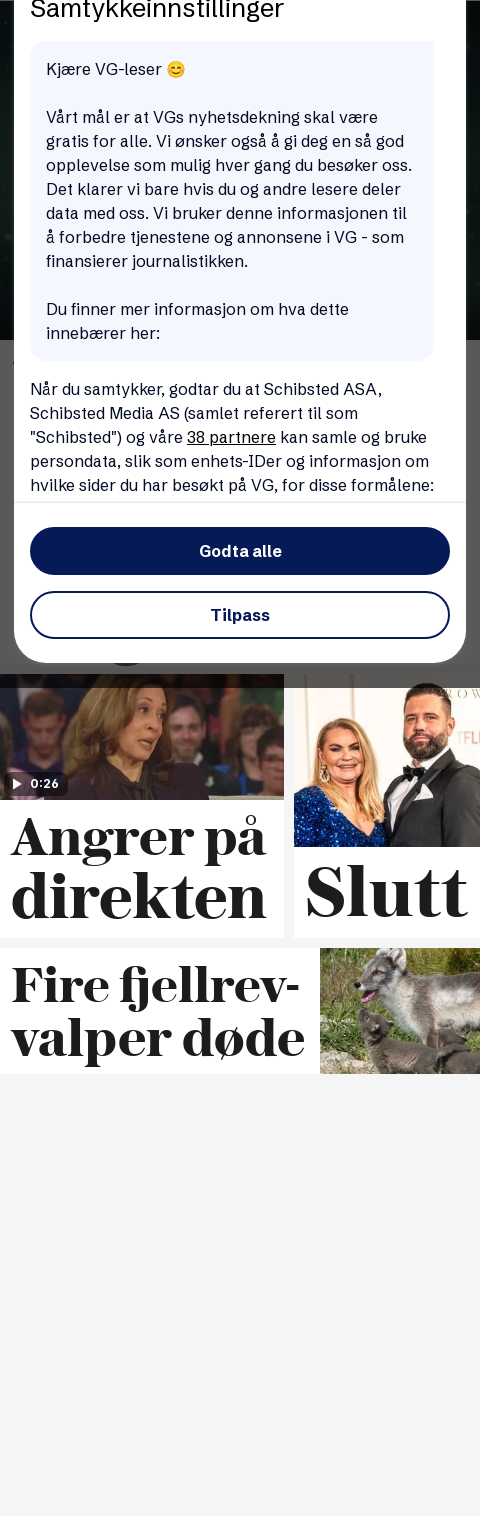 Samtykkeinnstillinger
Kjære VG-leser 😊
Vårt mål er at VGs nyhetsdekning skal være
gratis for alle. Vi ønsker også å gi deg en så god
opplevelse som mulig hver gang du besøker oss.
Det klarer vi bare hvis du og andre lesere deler
data med oss. Vi bruker denne informasjonen til
å forbedre tjenestene og annonsene i VG - som
finansierer journalistikken.
Du finner mer informasjon om hva dette
innebærer her:
Når du samtykker, godtar du at Schibsted ASA,
Schibsted Media AS (samlet referert til som
"Schibsted") og våre 38 partnere kan samle og bruke
persondata, slik som enhets-IDer og informasjon om
hvilke sider du har besøkt på VG, for disse formålene:
Godta alle
Tilpass
0:26
Angrer på
direkten
Slutt
Fire fjellrev-
valper døde